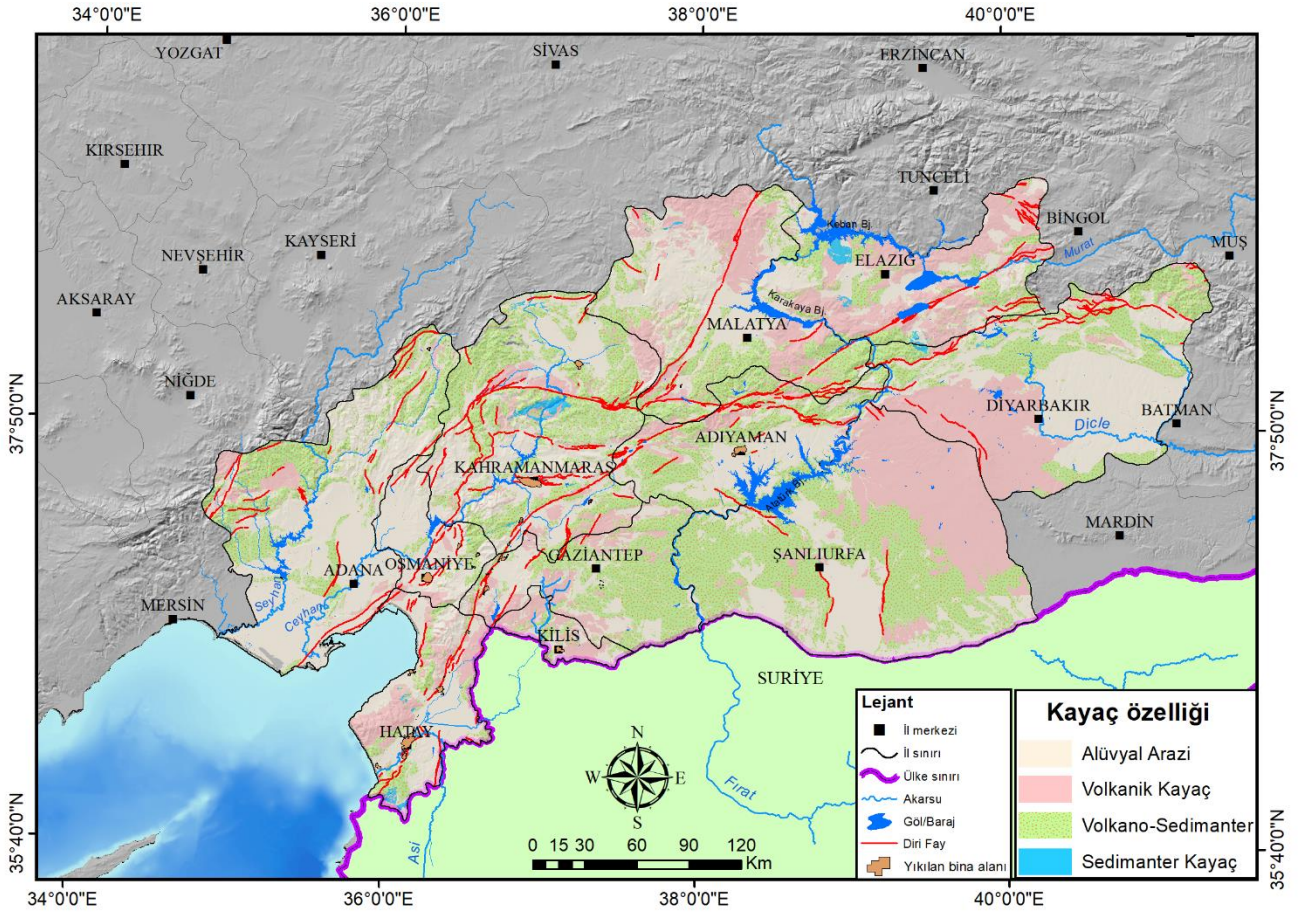 34°0'0"E 36°0'0"E 38°0'0"E 40°0'0"E
YOZGAT
SİVAS
ERZİNCAN
KIRŞEHIR
TUNCELİ
BİNGOL
KAYSERİ
NEVŞEHİR
Keban Bj.
Murat
MUŞ
ELAZIG
AKSARAY
Karakaya Bj.
MALATYA
NİĞDE
37°50'0"N
37°50'0"N
DİYARBAKIR
BATMAN
Dicle
ADIYAMAN
KAHRAMANMARAŞ
Atatürk Bj.
MARDİN
GAZİANTEP
ŞANLIURFA
OSMANİYE
ADANA
Seyhan
Ceyhan
MERSİN
KİLİS
SURİYE
HATAY
Fırat
Asi
N
W E
S
0 15 30 60 90 120
Km
Lejant
İl merkezi
İl sınırı
Ülke sınırı
Akarsu
Göl/Baraj
Diri Fay
Yıkılan bina alanı
Kayaç özelliği
Alüvyal Arazi
Volkanik Kayaç
Volkano-Sedimanter
Sedimanter Kayaç
35°40'0"N
35°40'0"N
34°0'0"E 36°0'0"E 38°0'0"E 40°0'0"E